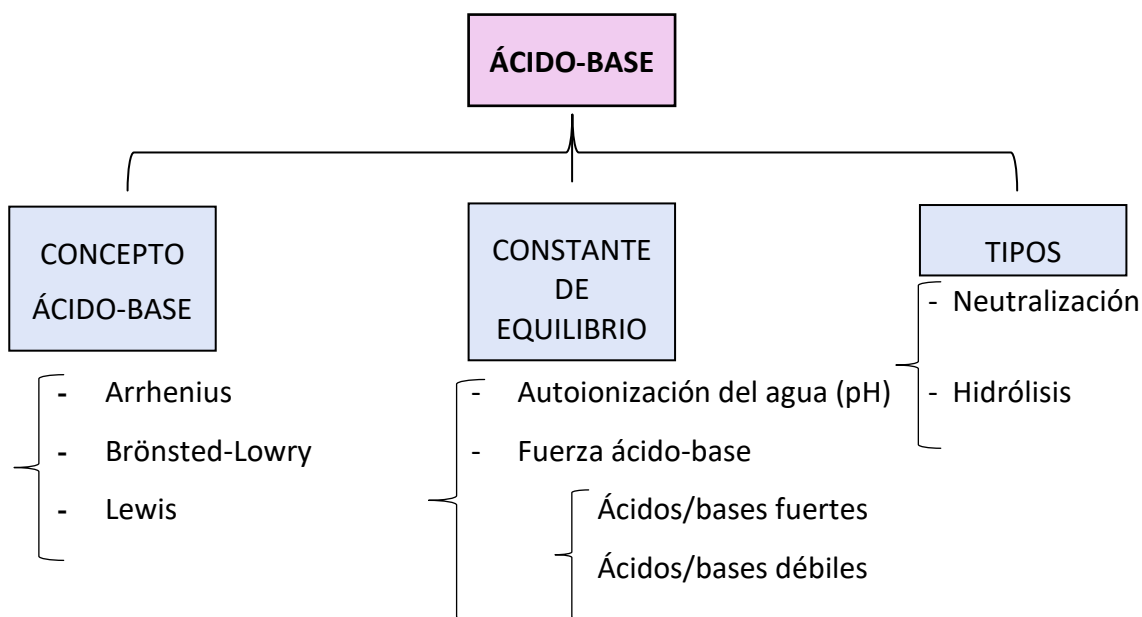 ÁCIDO-BASE
CONCEPTO
ÁCIDO-BASE
- Arrhenius
- Brönsted-Lowry
- Lewis
CONSTANTE
DE
EQUILIBRIO
- Autoionización del agua (pH)
- Fuerza ácido-base
Ácidos/bases fuertes
Ácidos/bases débiles
TIPOS
- Neutralización
- Hidrólisis